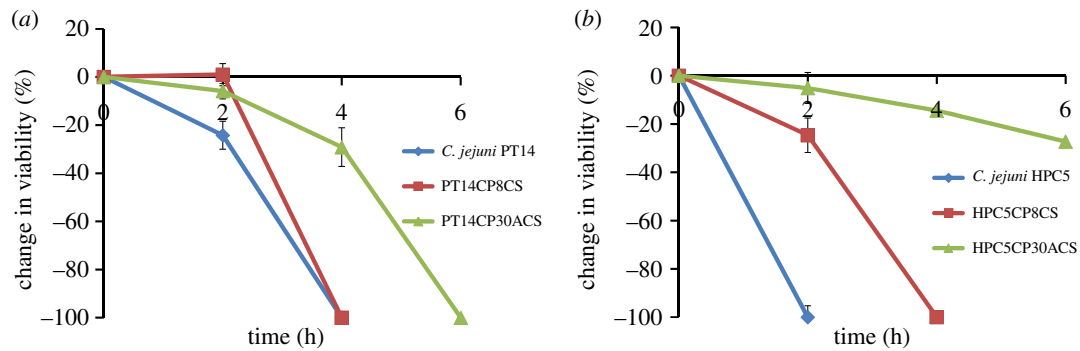 (a)
20
0
–20
–40
–60
–80
–100
change in viability (%)
0 2 4 6
time (h)
C. jejuni PT14
PT14CP8CS
PT14CP30ACS
(b)
20
0
–20
–40
–60
–80
–100
change in viability (%)
0 2 4 6
time (h)
C. jejuni HPC5
HPC5CP8CS
HPC5CP30ACS